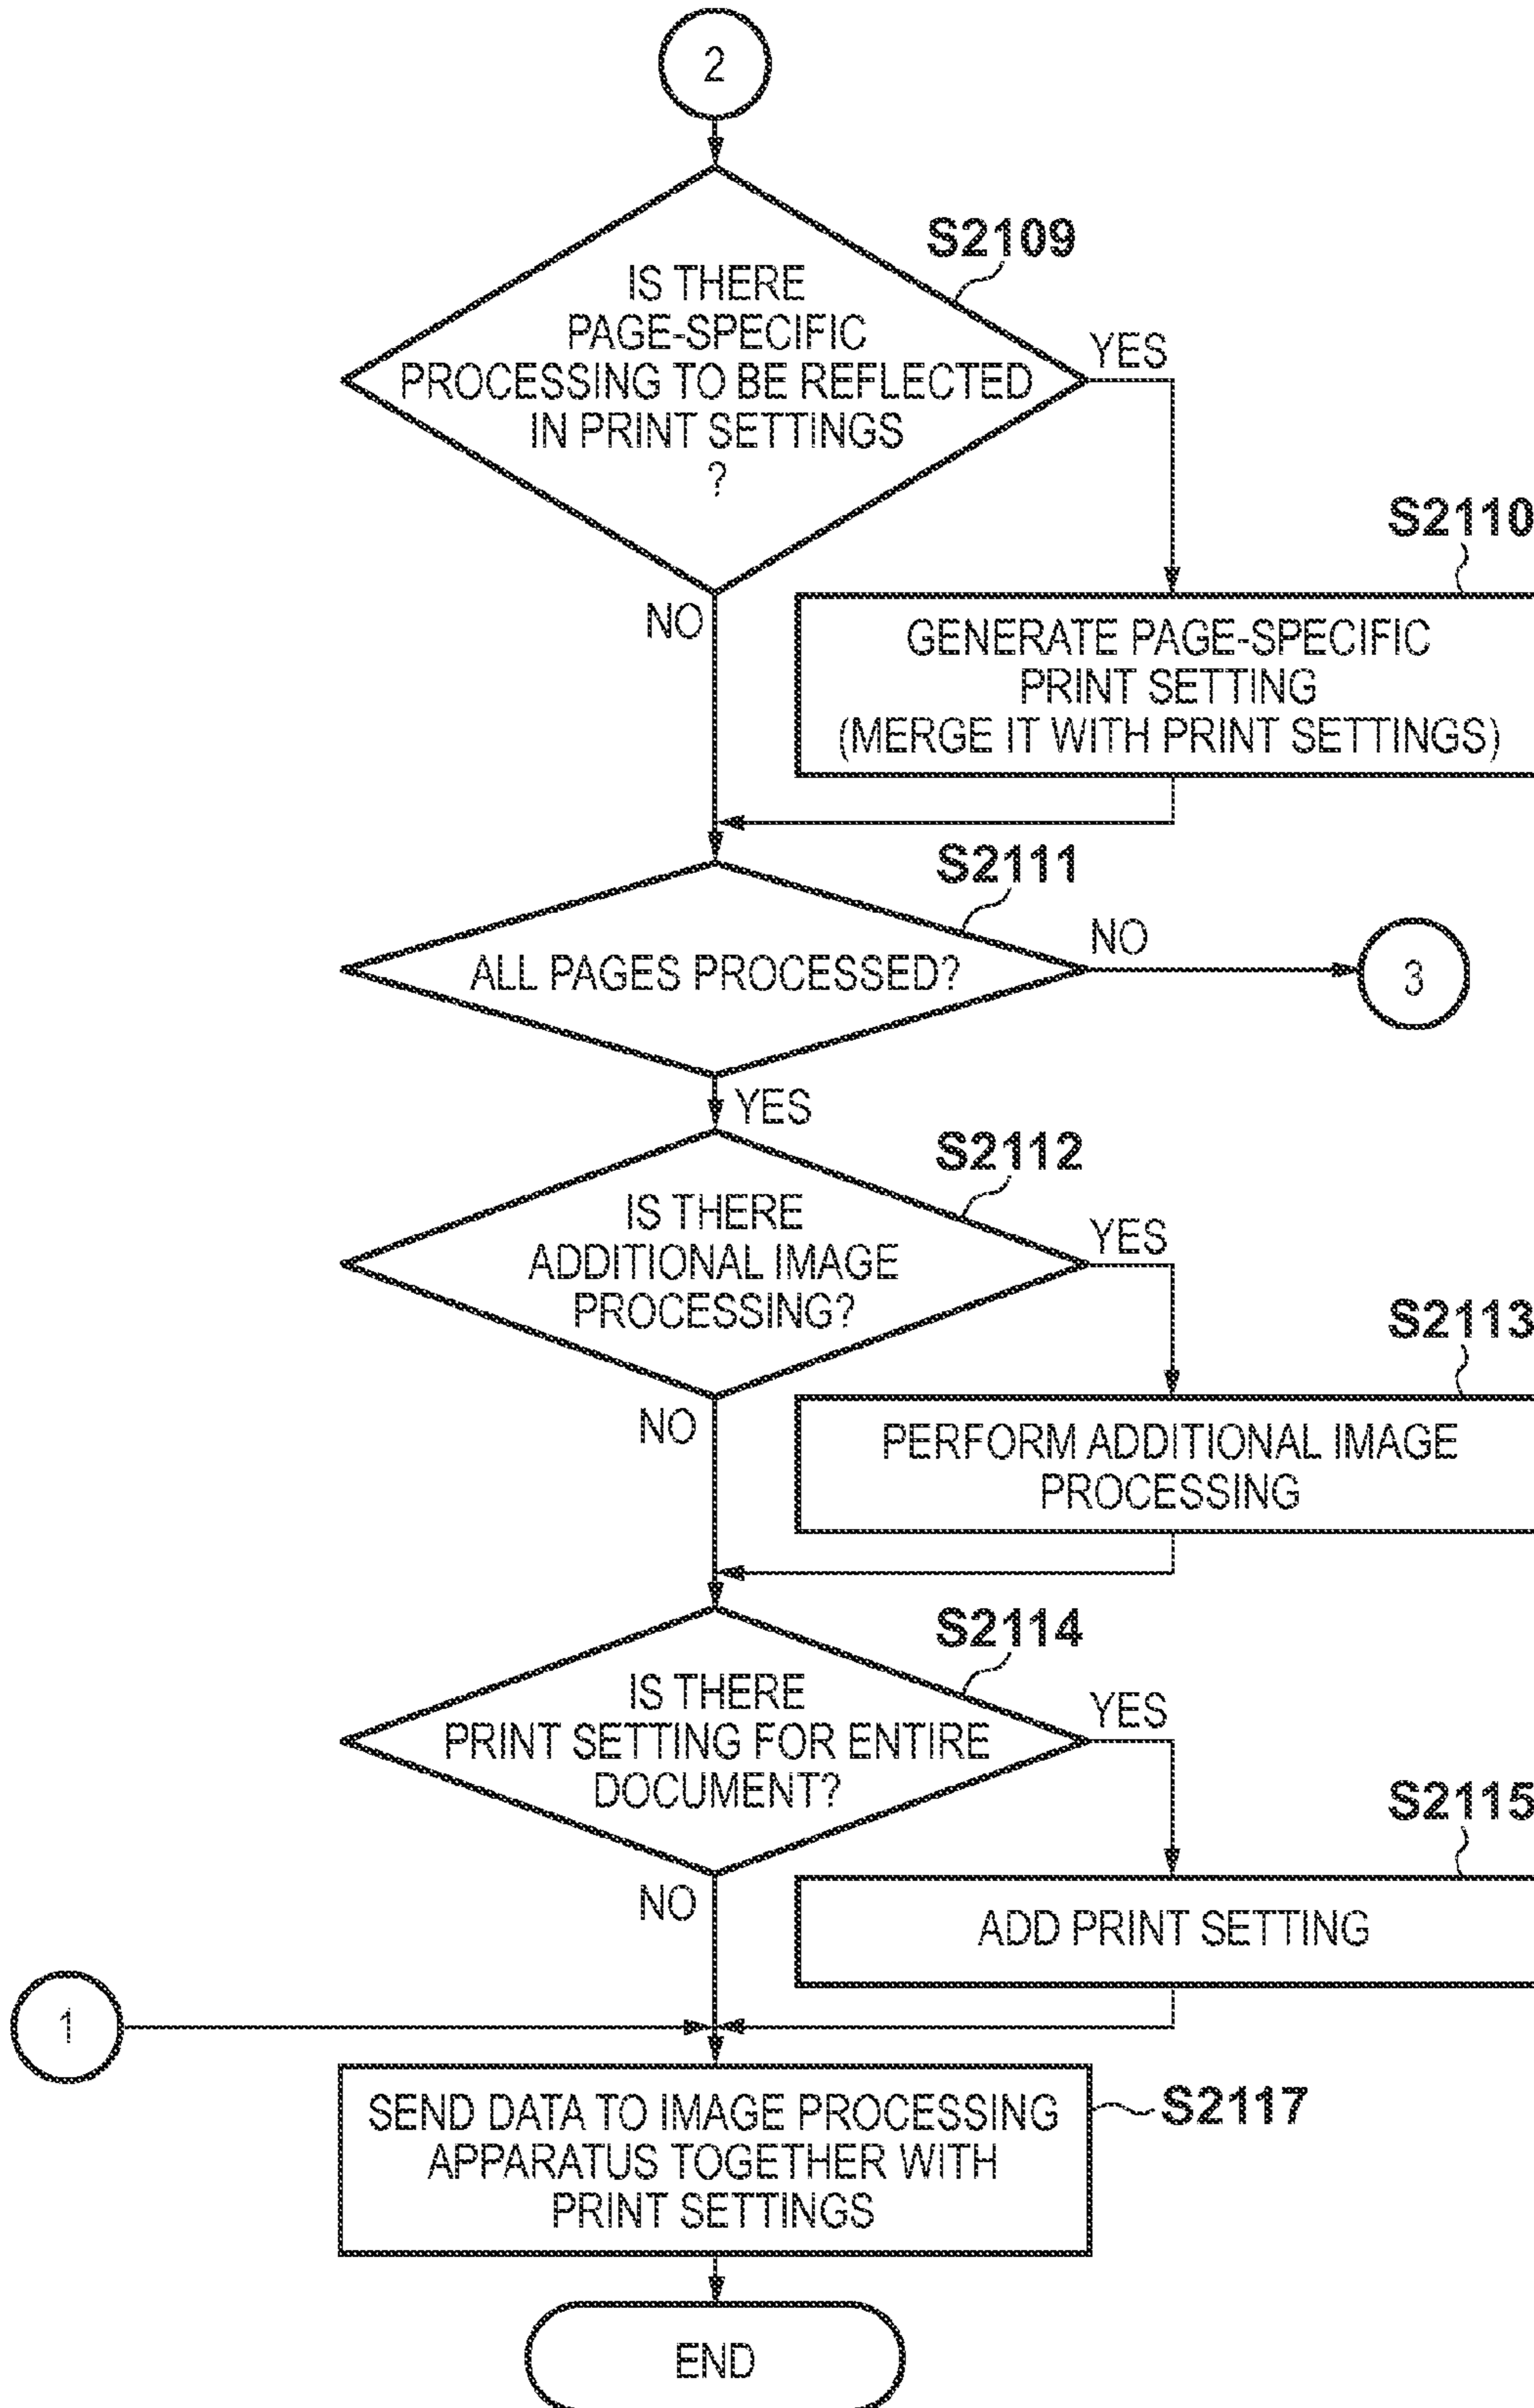 2
S2109
IS THERE
PAGE-SPECIFIC
PROCESSING TO BE REFLECTED
IN PRINT SETTINGS
?
YES
NO
S2110
GENERATE PAGE-SPECIFIC
PRINT SETTING
(MERGE IT WITH PRINT SETTINGS)
S2111
ALL PAGES PROCESSED?
NO
3
YES
S2112
IS THERE
ADDITIONAL IMAGE
PROCESSING?
YES
NO
S2113
PERFORM ADDITIONAL IMAGE
PROCESSING
S2114
IS THERE
PRINT SETTING FOR ENTIRE
DOCUMENT?
YES
NO
S2115
ADD PRINT SETTING
1
SEND DATA TO IMAGE PROCESSING
APPARATUS TOGETHER WITH
PRINT SETTINGS
S2117
END